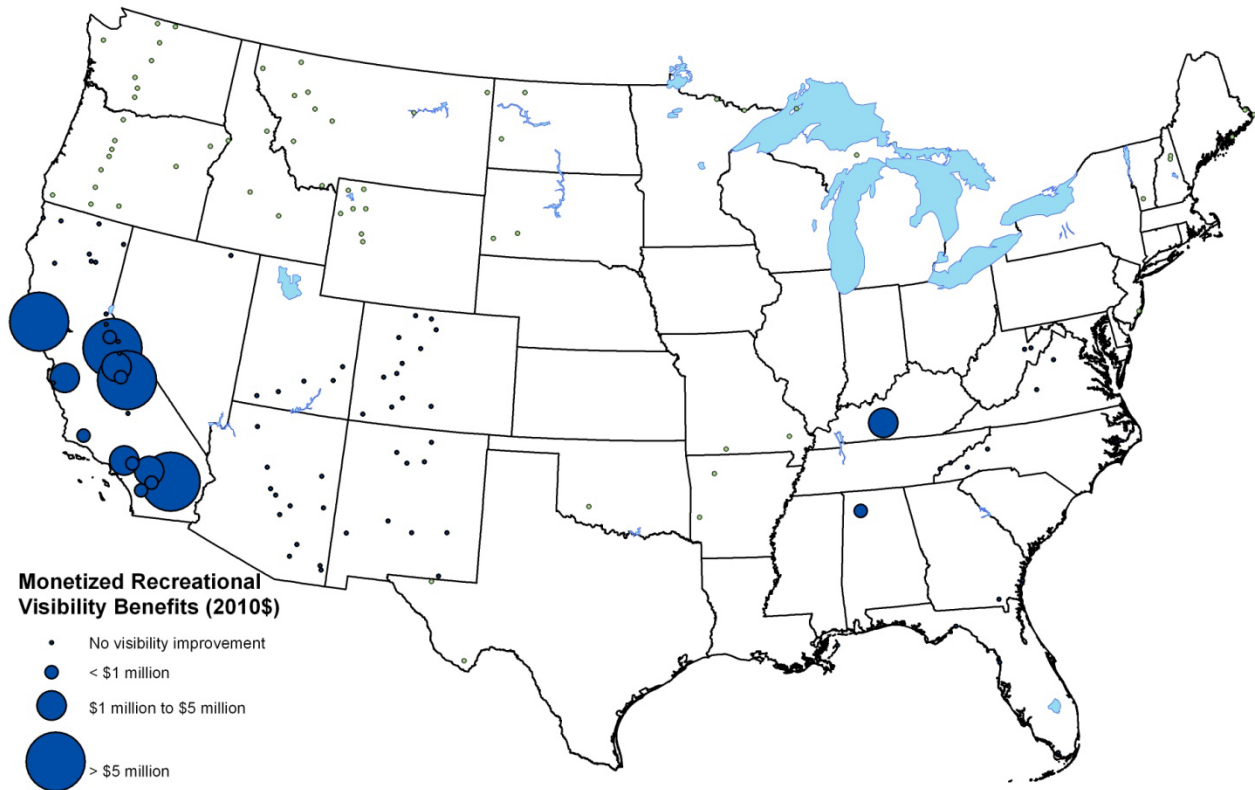 Monetized Recreational
Visibility Benefits (2010$)
No visibility improvement
< $1 million
$1 million to $5 million
> $5 million